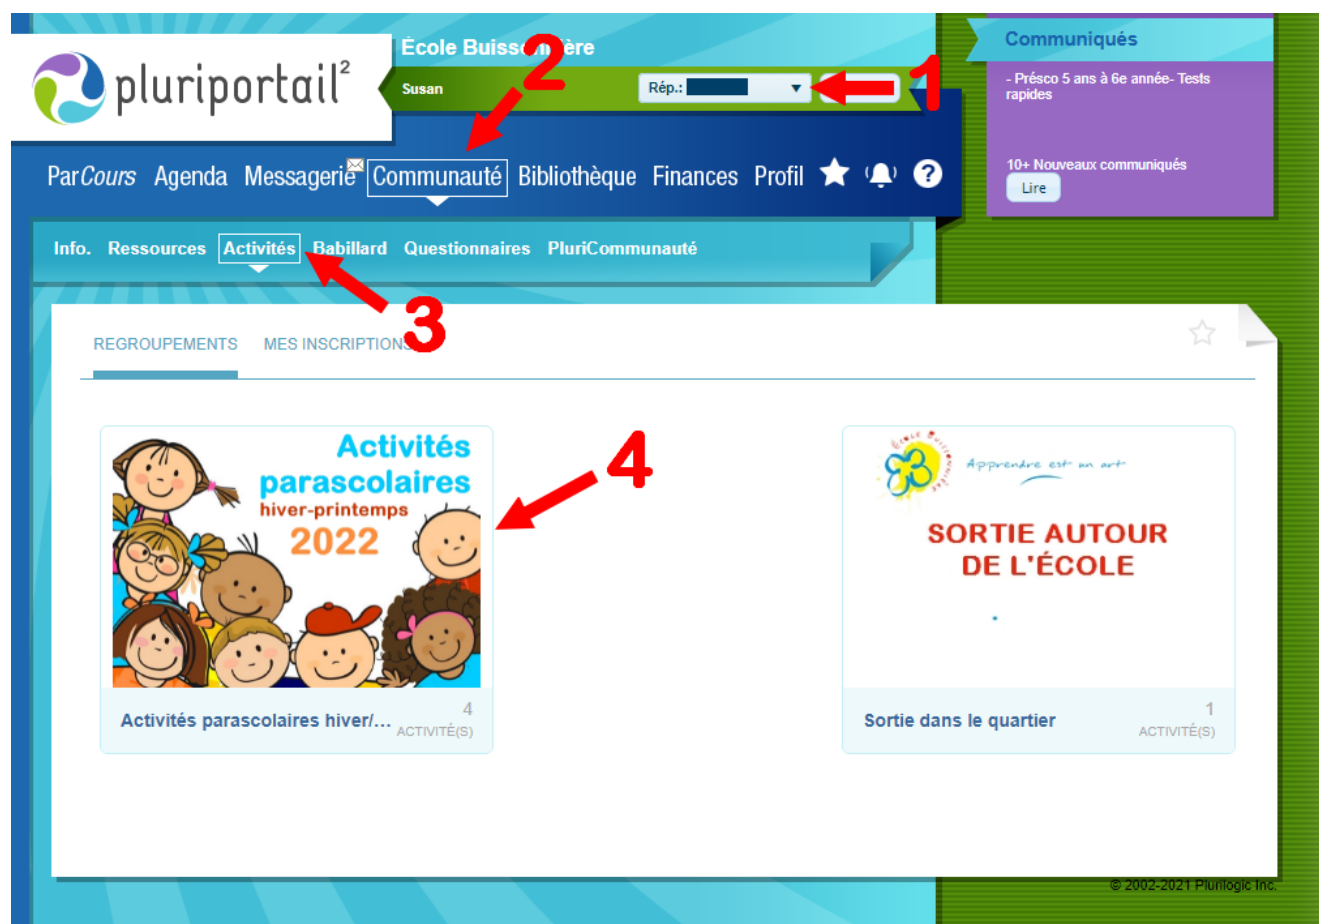 École Buissonnière
2
Communiqués
pluriportail²
Susan
Rép.:
1
- Présco 5 ans à 6e année- Tests
rapides
ParCours Agenda Messagerie Communauté Bibliothèque Finances Profil ?
10+ Nouveaux communiqués
Lire
Info. Ressources Activités Babillard Questionnaires PluriCommunauté
3
REGROUPEMENTS MES INSCRIPTIONS
4
Activités
parascolaires
hiver-printemps
2022
École Buissonnière
Apprendre est un art
SORTIE AUTOUR
DE L'ÉCOLE
Activités parascolaires hiver/... 4
ACTIVITÉ(S)
Sortie dans le quartier 1
ACTIVITÉ(S)
© 2002-2021 Plurilogic Inc.